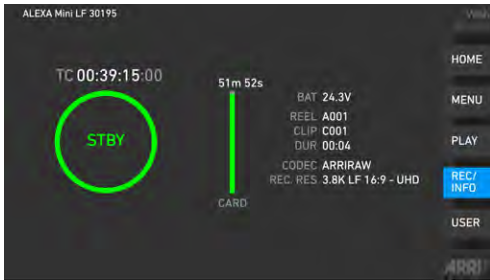 ALEXA Mini LF 30195
TC 00:39:15:00
STBY
51m 52s
CARD
BAT 24.3V
REEL A001
CLIP C001
DUR 00:04
CODEC ARRIRAW
REC. RES. 3.8K LF 16:9 - UHD
HOME
MENU
PLAY
REC/
INFO
USER
ARRI